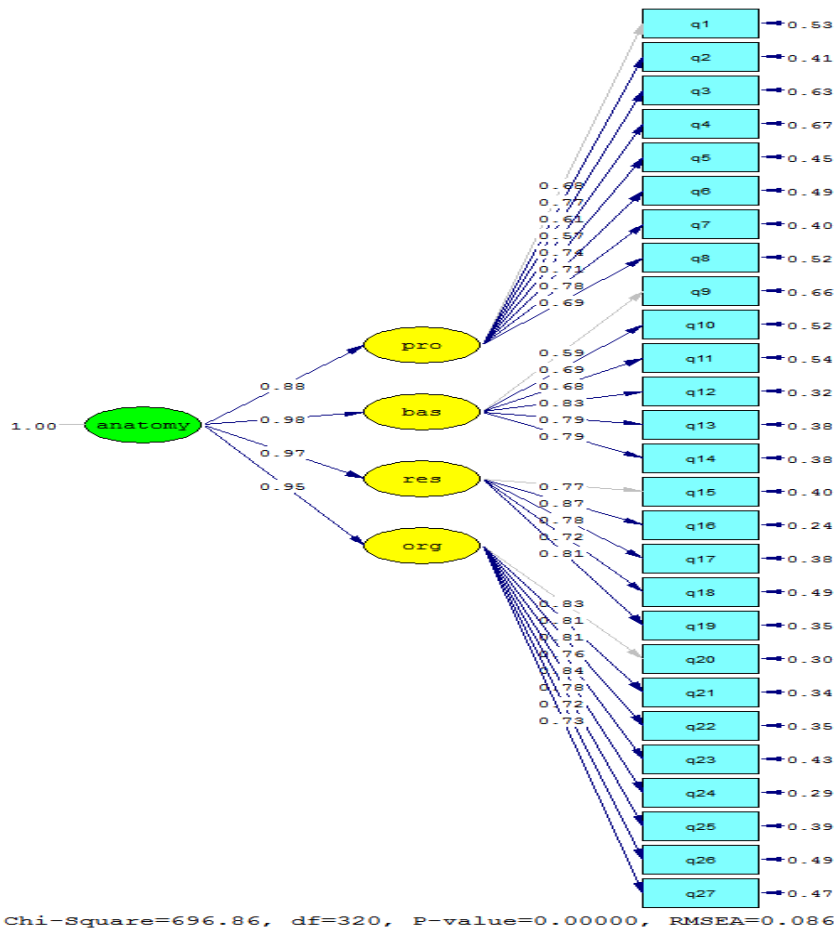 q1 0.53
q2 0.41
q3 0.63
q4 0.67
q5 0.45
q6 0.49
q7 0.40
q8 0.52
q9 0.66
q10 0.52
q11 0.54
q12 0.32
q13 0.38
q14 0.38
q15 0.40
q16 0.24
q17 0.38
q18 0.49
q19 0.35
q20 0.30
q21 0.34
q22 0.35
q23 0.43
q24 0.29
q25 0.39
q26 0.49
q27 0.47
0.68
0.77
0.61
0.57
0.74
0.71
0.78
0.69
0.59
0.69
0.68
0.83
0.79
0.79
0.77
0.87
0.78
0.72
0.81
0.83
0.81
0.81
0.76
0.84
0.78
0.72
0.73
pro
bas
res
org
0.88
0.98
0.97
0.95
1.00 anatomy
Chi-Square=696.86, df=320, P-value=0.00000, RMSEA=0.086